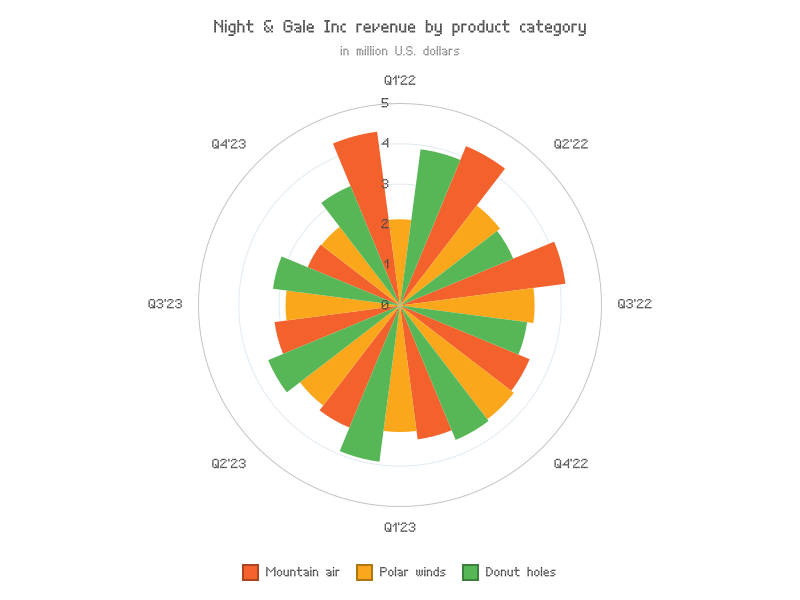 Night & Gale Inc revenue by product category
in million U.S. dollars
Q1'22
Q2'22
Q3'22
Q4'22
Q1'23
Q2'23
Q3'23
Q4'23
5
4
3
2
1
0
Mountain air
Polar winds
Donut holes